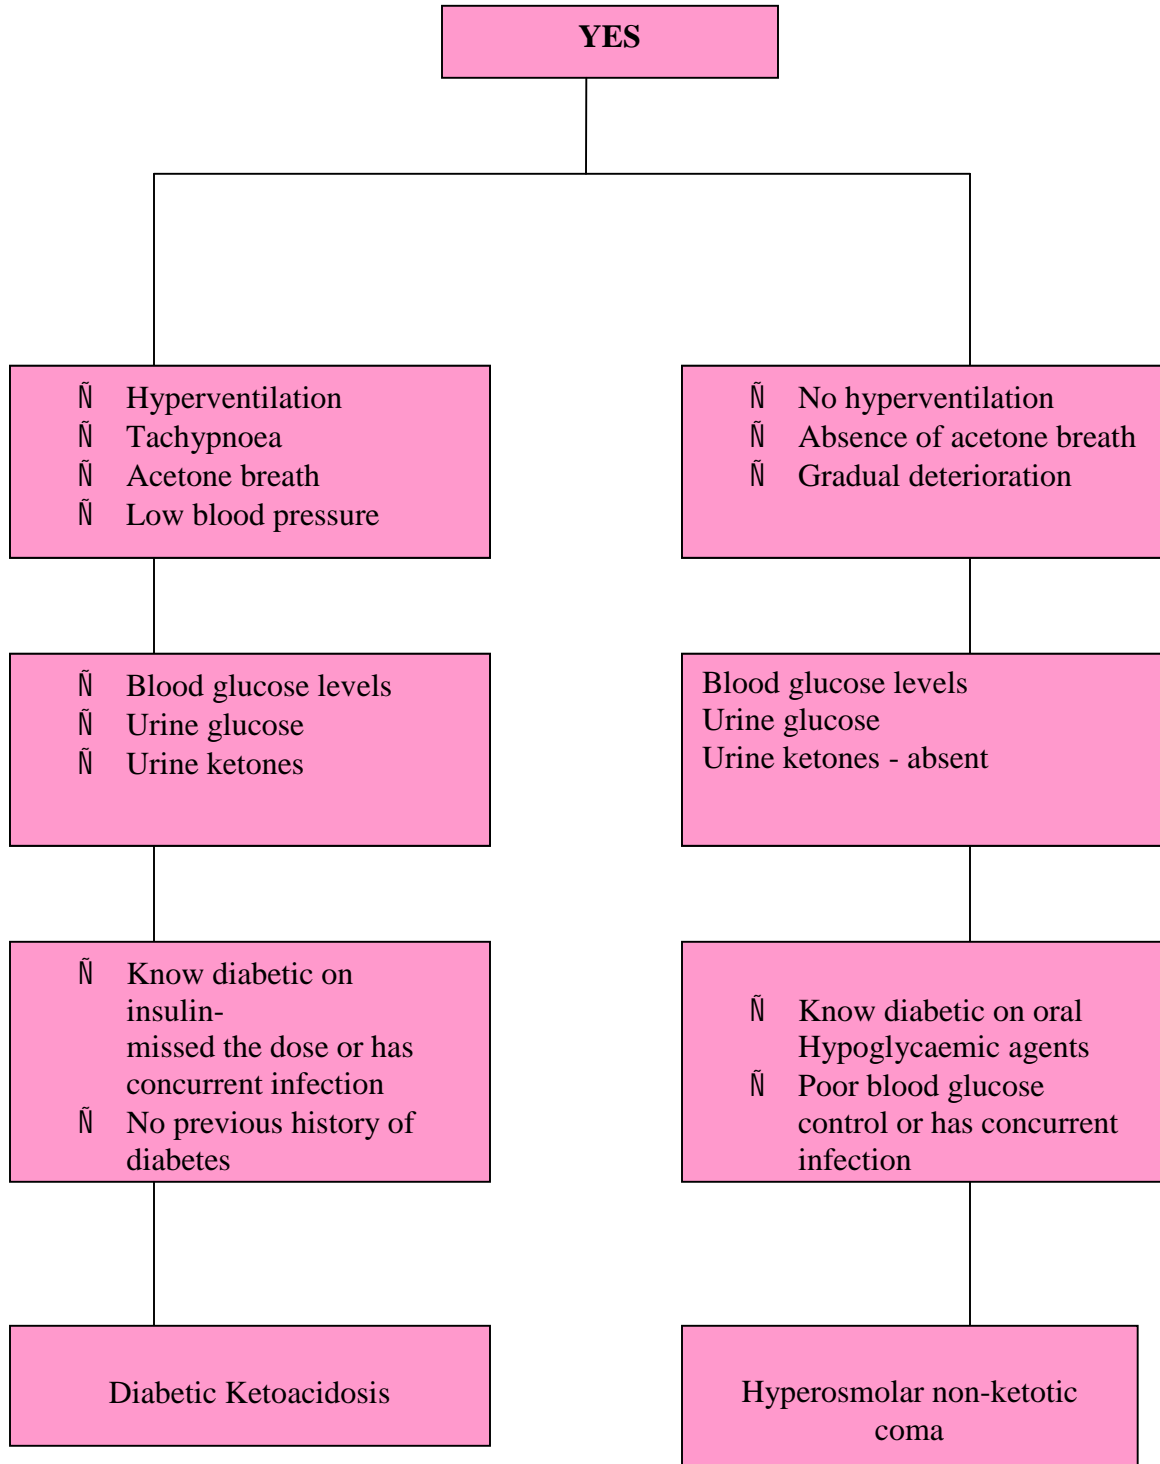 YES
Ñ Hyperventilation
Ñ Tachypnoea
Ñ Acetone breath
Ñ Low blood pressure
Ñ No hyperventilation
Ñ Absence of acetone breath
Ñ Gradual deterioration
Ñ Blood glucose levels
Ñ Urine glucose
Ñ Urine ketones
Blood glucose levels
Urine glucose
Urine ketones - absent
Ñ Know diabetic on
insulin-
missed the dose or has
concurrent infection
Ñ No previous history of
diabetes
Ñ Know diabetic on oral
Hypoglycaemic agents
Ñ Poor blood glucose
control or has concurrent
infection
Diabetic Ketoacidosis
Hyperosmolar non-ketotic
coma